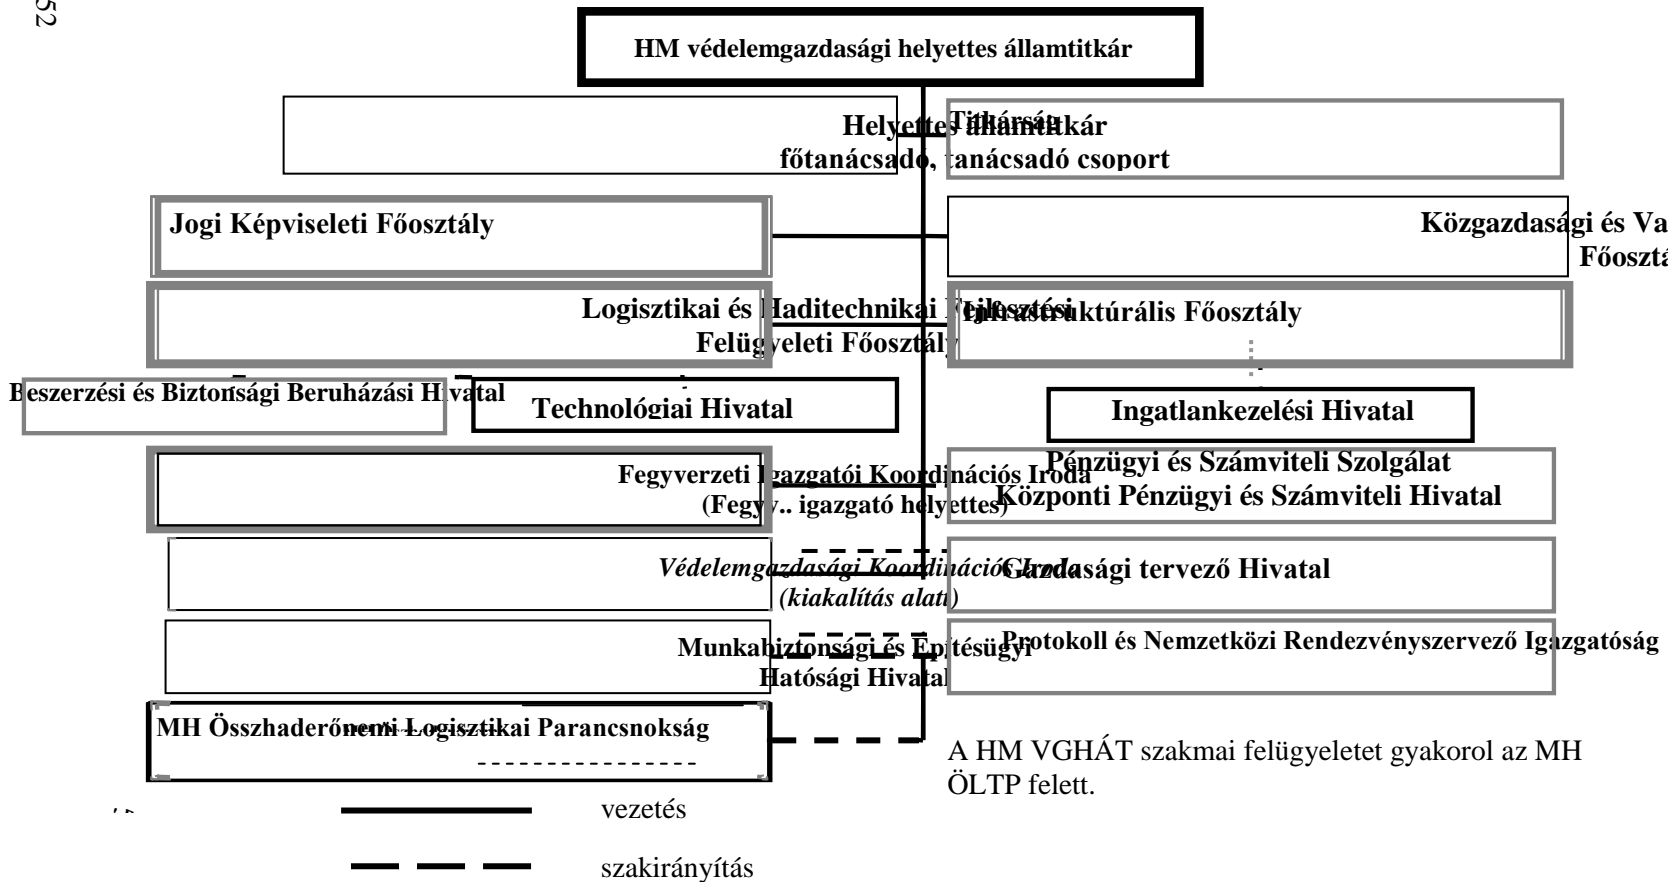 52
HM védelemgazdasági helyettes államtitkár
Helyettes államtitkár
főtanácsadó, tanácsadó csoport
Titkárság
Jogi Képviseleti Főosztály
Közgazdasági és Va
Főosztá
Logisztikai és Haditechnikai Fejlesztési
Felügyeleti Főosztály
Infrastruktúrális Főosztály
Beszerzési és Biztonsági Beruházási Hivatal
Technológiai Hivatal
Ingatlankezelési Hivatal
Fegyverzeti Igazgatói Koordinációs Iroda
(Fegyv.. igazgató helyettes)
Pénzügyi és Számviteli Szolgálat
Központi Pénzügyi és Számviteli Hivatal
Védelemgazdasági Koordinációs Iroda
(kiakalítás alatt)
Gazdasági tervező Hivatal
Munkabiztonsági és Építésügyi
Hatósági Hivatal
Protokoll és Nemzetközi Rendezvényszervező Igazgatóság
MH Összhaderőnemi Logisztikai Parancsnokság
A HM VGHÁT szakmai felügyeletet gyakorol az MH
ÖLTP felett.
vezetés
szakirányítás